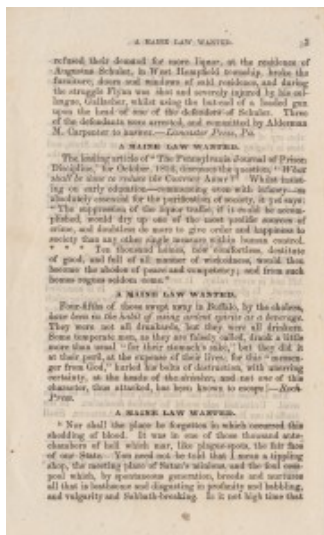 A MAINE LAW WANTED. 3
refused their demand for more liquor, at the residence of
Augustus Schuler, in West Hempfield township, broke the
furniture, doors and windows of said residence, and during
the struggle Flynn was shot and severely injured by his col-
league, Gallacher, whilst using the but-end of a loaded gun
upon the head of one of the defenders of Schuler. Three
of the defendants were arrested, and committed by Alderman
M. Carpenter to answer.—Lancaster Press, Pa.
A MAINE LAW WANTED.
The leading article of "The Pennsylvania Journal of Prison
Discipline," for October, 1853, discusses the question, "What
shall be done to reduce the Convict Army?" Whilst insist-
ing on early education—commencing even with infancy—as
absolutely essential for the purification of society, it yet says:
"The suppression of the liquor traffic, if it could be accom-
plished, would dry up one of the most prolific sources of
crime, and doubtless do more to give order and happiness to
society than any other single measure within human control.
* * * Ten thousand homes, now comfortless, destitute
of good, and full of all manner of wickedness, would then
become the abodes of peace and competency; and from such
homes rogues seldom come."
A MAINE LAW WANTED.
Four-fifths of those swept away in Buffalo, by the cholera,
have been in the habit of using ardent spirits as a beverage.
They were not all drunkards, but they were all drinkers.
Some temperate men, as they are falsely called, drank a little
more than usual "for their stomach's sake," but they did it
at their peril, at the expense of their lives; for this "messen-
ger from God," hurled his bolts of destruction, with unerring
certainty, at the heads of the drinker, and not one of this
character, thus attacked, has been known to escape!—Roch.
Press.
A MAINE LAW WANTED.
"Nor shall the place be forgotten in which occurred this
shedding of blood. It was in one of those thousand ante-
chambers of hell which mar, like plague-spots, the fair face
of our State. You need not be told that I mean a tippling
shop, the meeting place of Satan's minions, and the foul cess-
pool which, by spontaneous generation, breeds and nurtures
all that is loathsome and disgusting in profanity and babbling,
and vulgarity and Sabbath-breaking. Is it not high time that